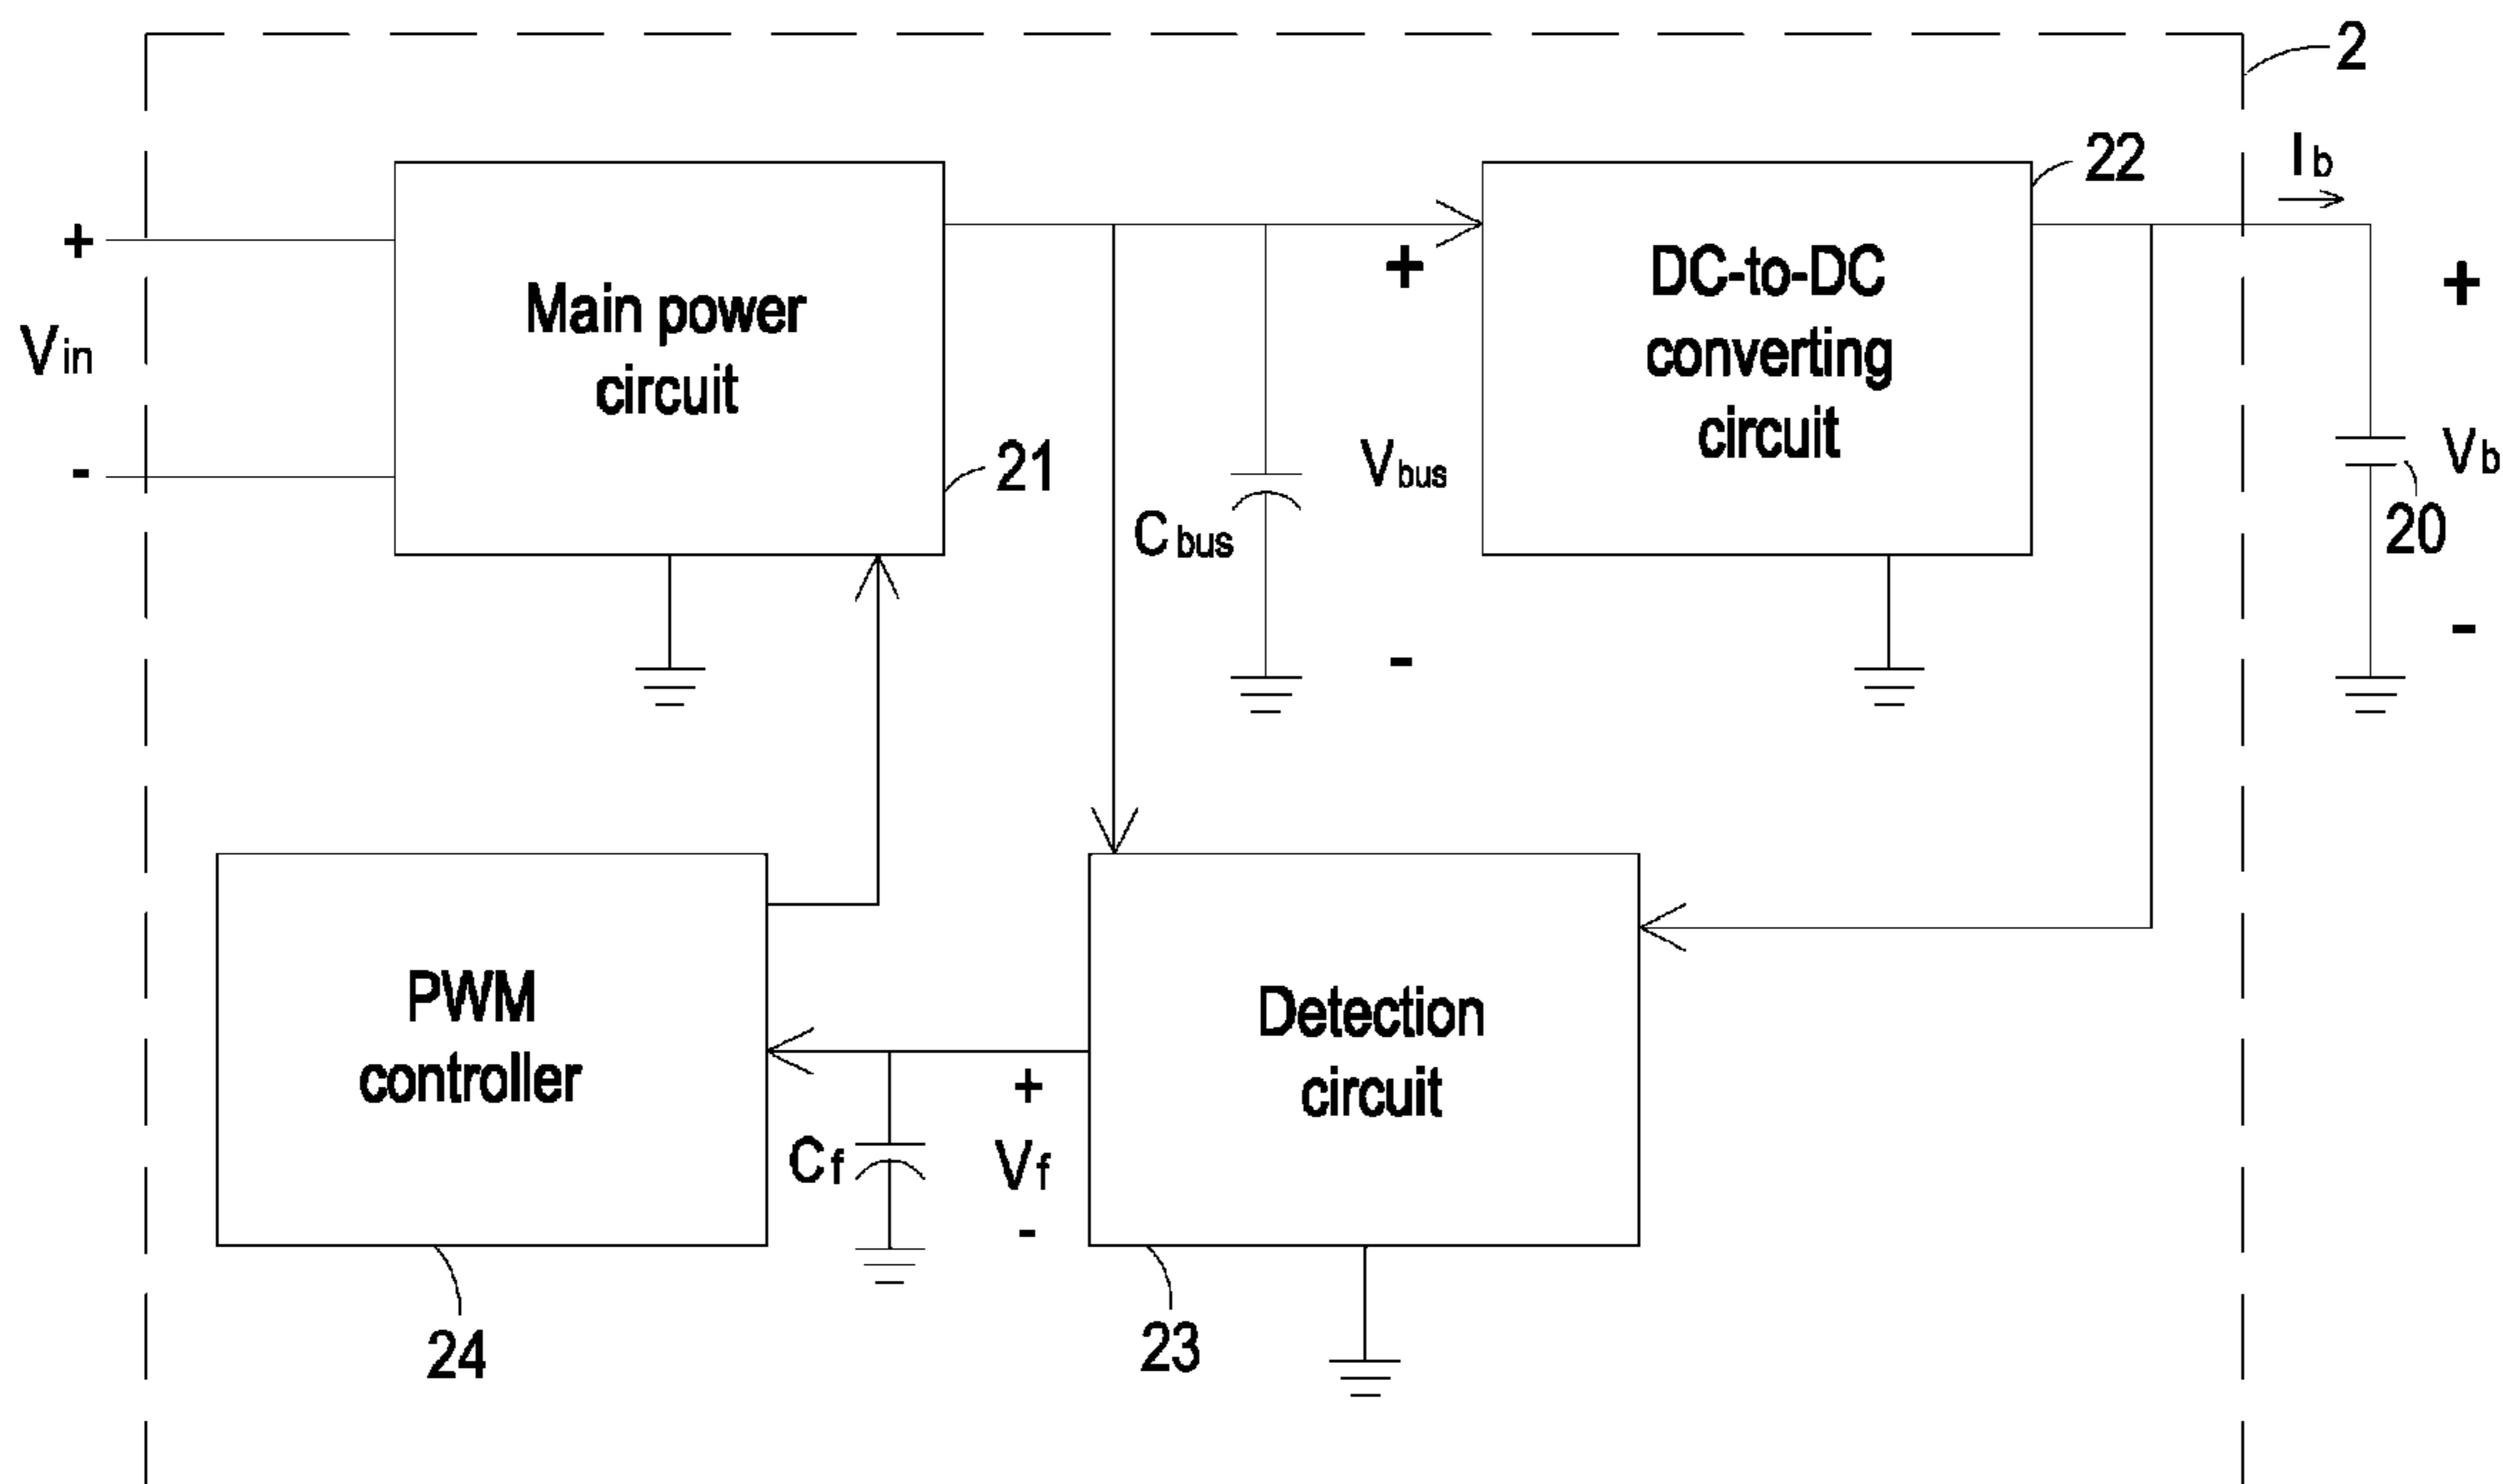 2
22
Ib
+
Vin
-
Main power
circuit
21
+
Vbus
-
Cbus
DC-to-DC
converting
circuit
+
Vb
-
20
PWM
controller
24
Cf
+
Vf
-
Detection
circuit
23